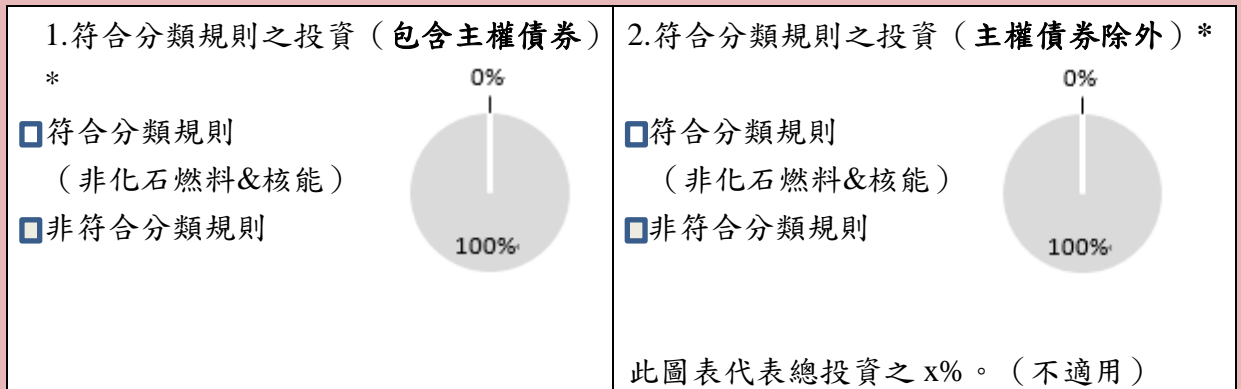 1.符合分類規則之投資（包含主權債券）
*
0%
符合分類規則
（非化石燃料&核能）
非符合分類規則
100%
2.符合分類規則之投資（主權債券除外）*
0%
符合分類規則
（非化石燃料&核能）
非符合分類規則
100%
此圖表代表總投資之 x%。（不適用）